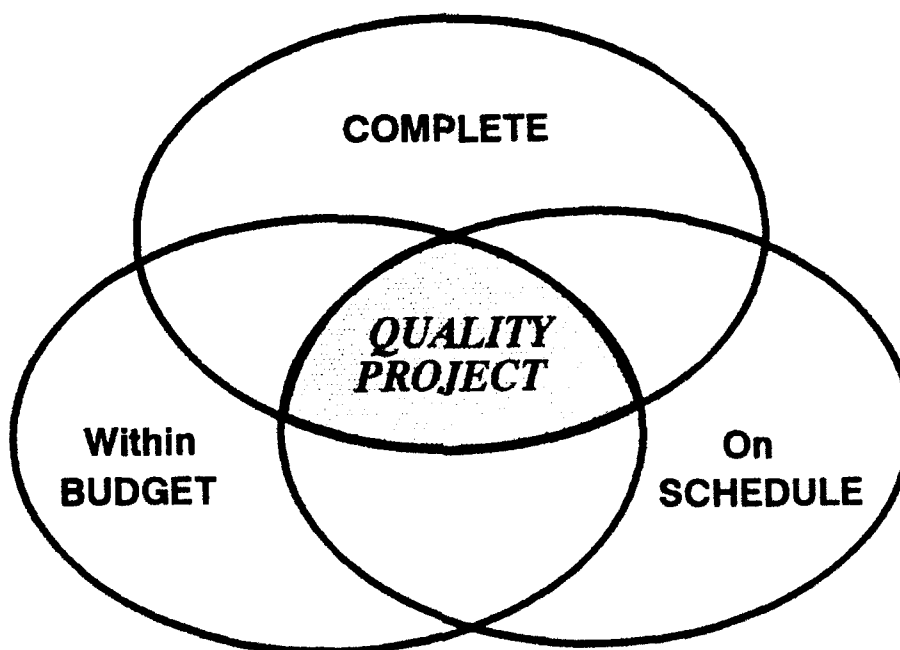 COMPLETE
QUALITY
PROJECT
Within
BUDGET
On
SCHEDULE